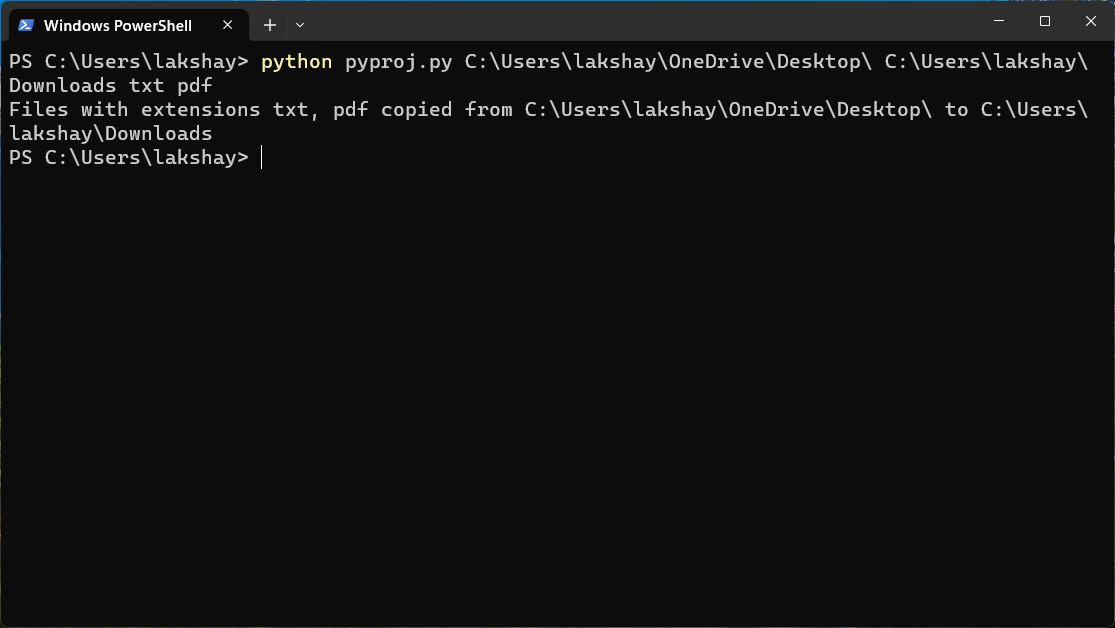 Windows PowerShell
PS C:\Users\lakshay> python pyproj.py C:\Users\lakshay\OneDrive\Desktop\ C:\Users\lakshay\
Downloads txt pdf
Files with extensions txt, pdf copied from C:\Users\lakshay\OneDrive\Desktop\ to C:\Users\
lakshay\Downloads
PS C:\Users\lakshay>